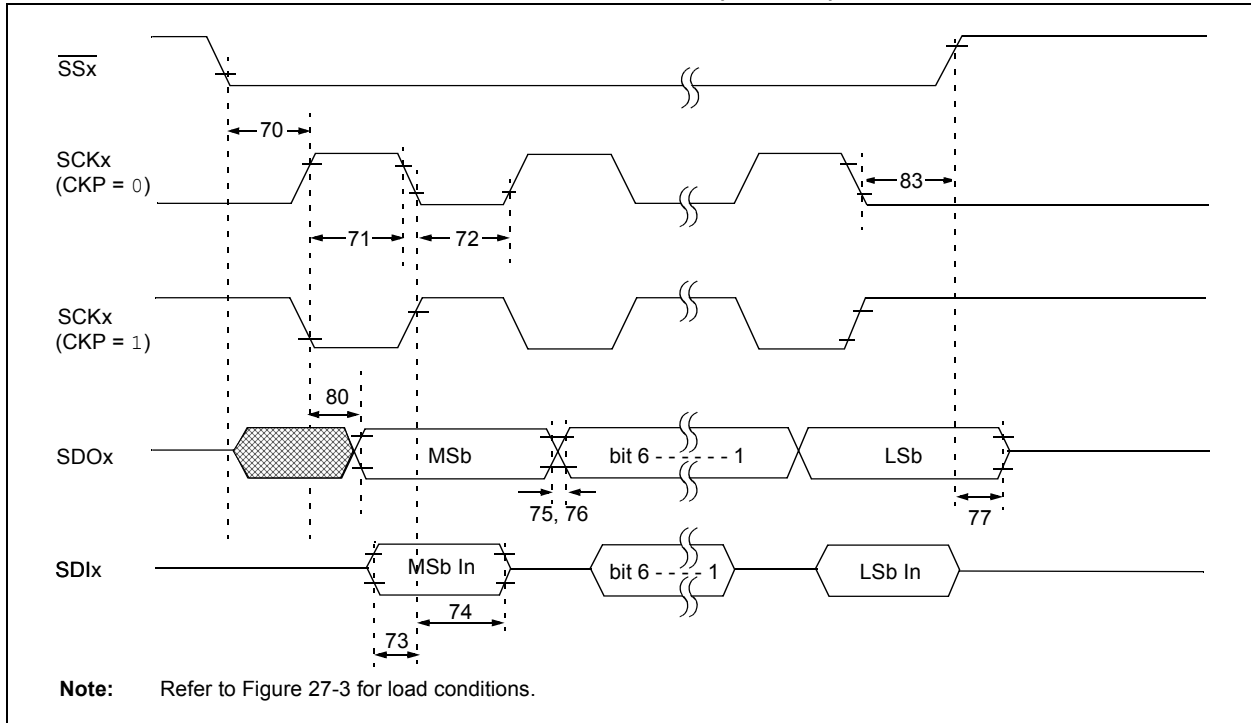 SSx
70
SCKx
(CKP = 0)
83
71
72
SCKx
(CKP = 1)
80
SDOx
MSb
bit 6 - - - - - - 1
LSb
75, 76
77
SDIx
MSb In
bit 6 - - - - 1
LSb In
74
73
Note: Refer to Figure 27-3 for load conditions.